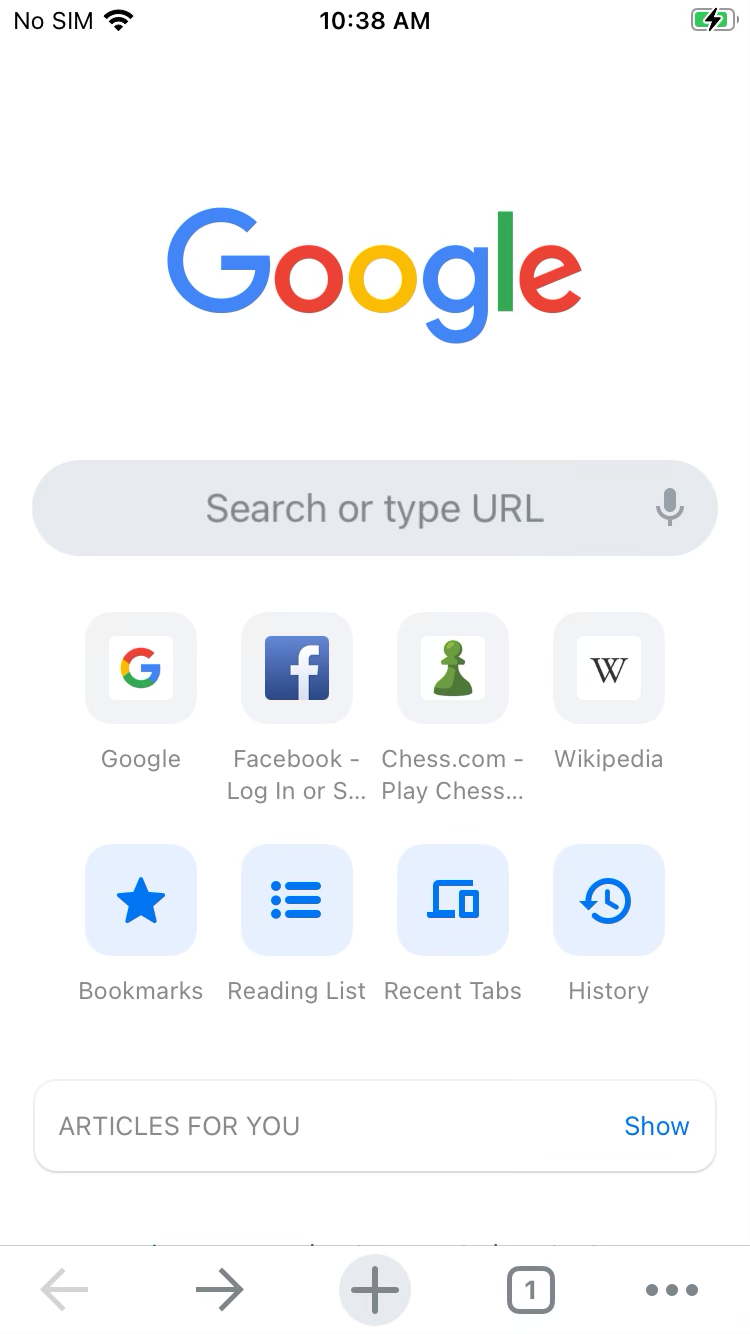 No SIM 10:38 AM
Google
Search or type URL
G f W
Google Facebook - Chess.com - Wikipedia
Log In or S... Play Chess...
Bookmarks Reading List Recent Tabs History
ARTICLES FOR YOU Show
1